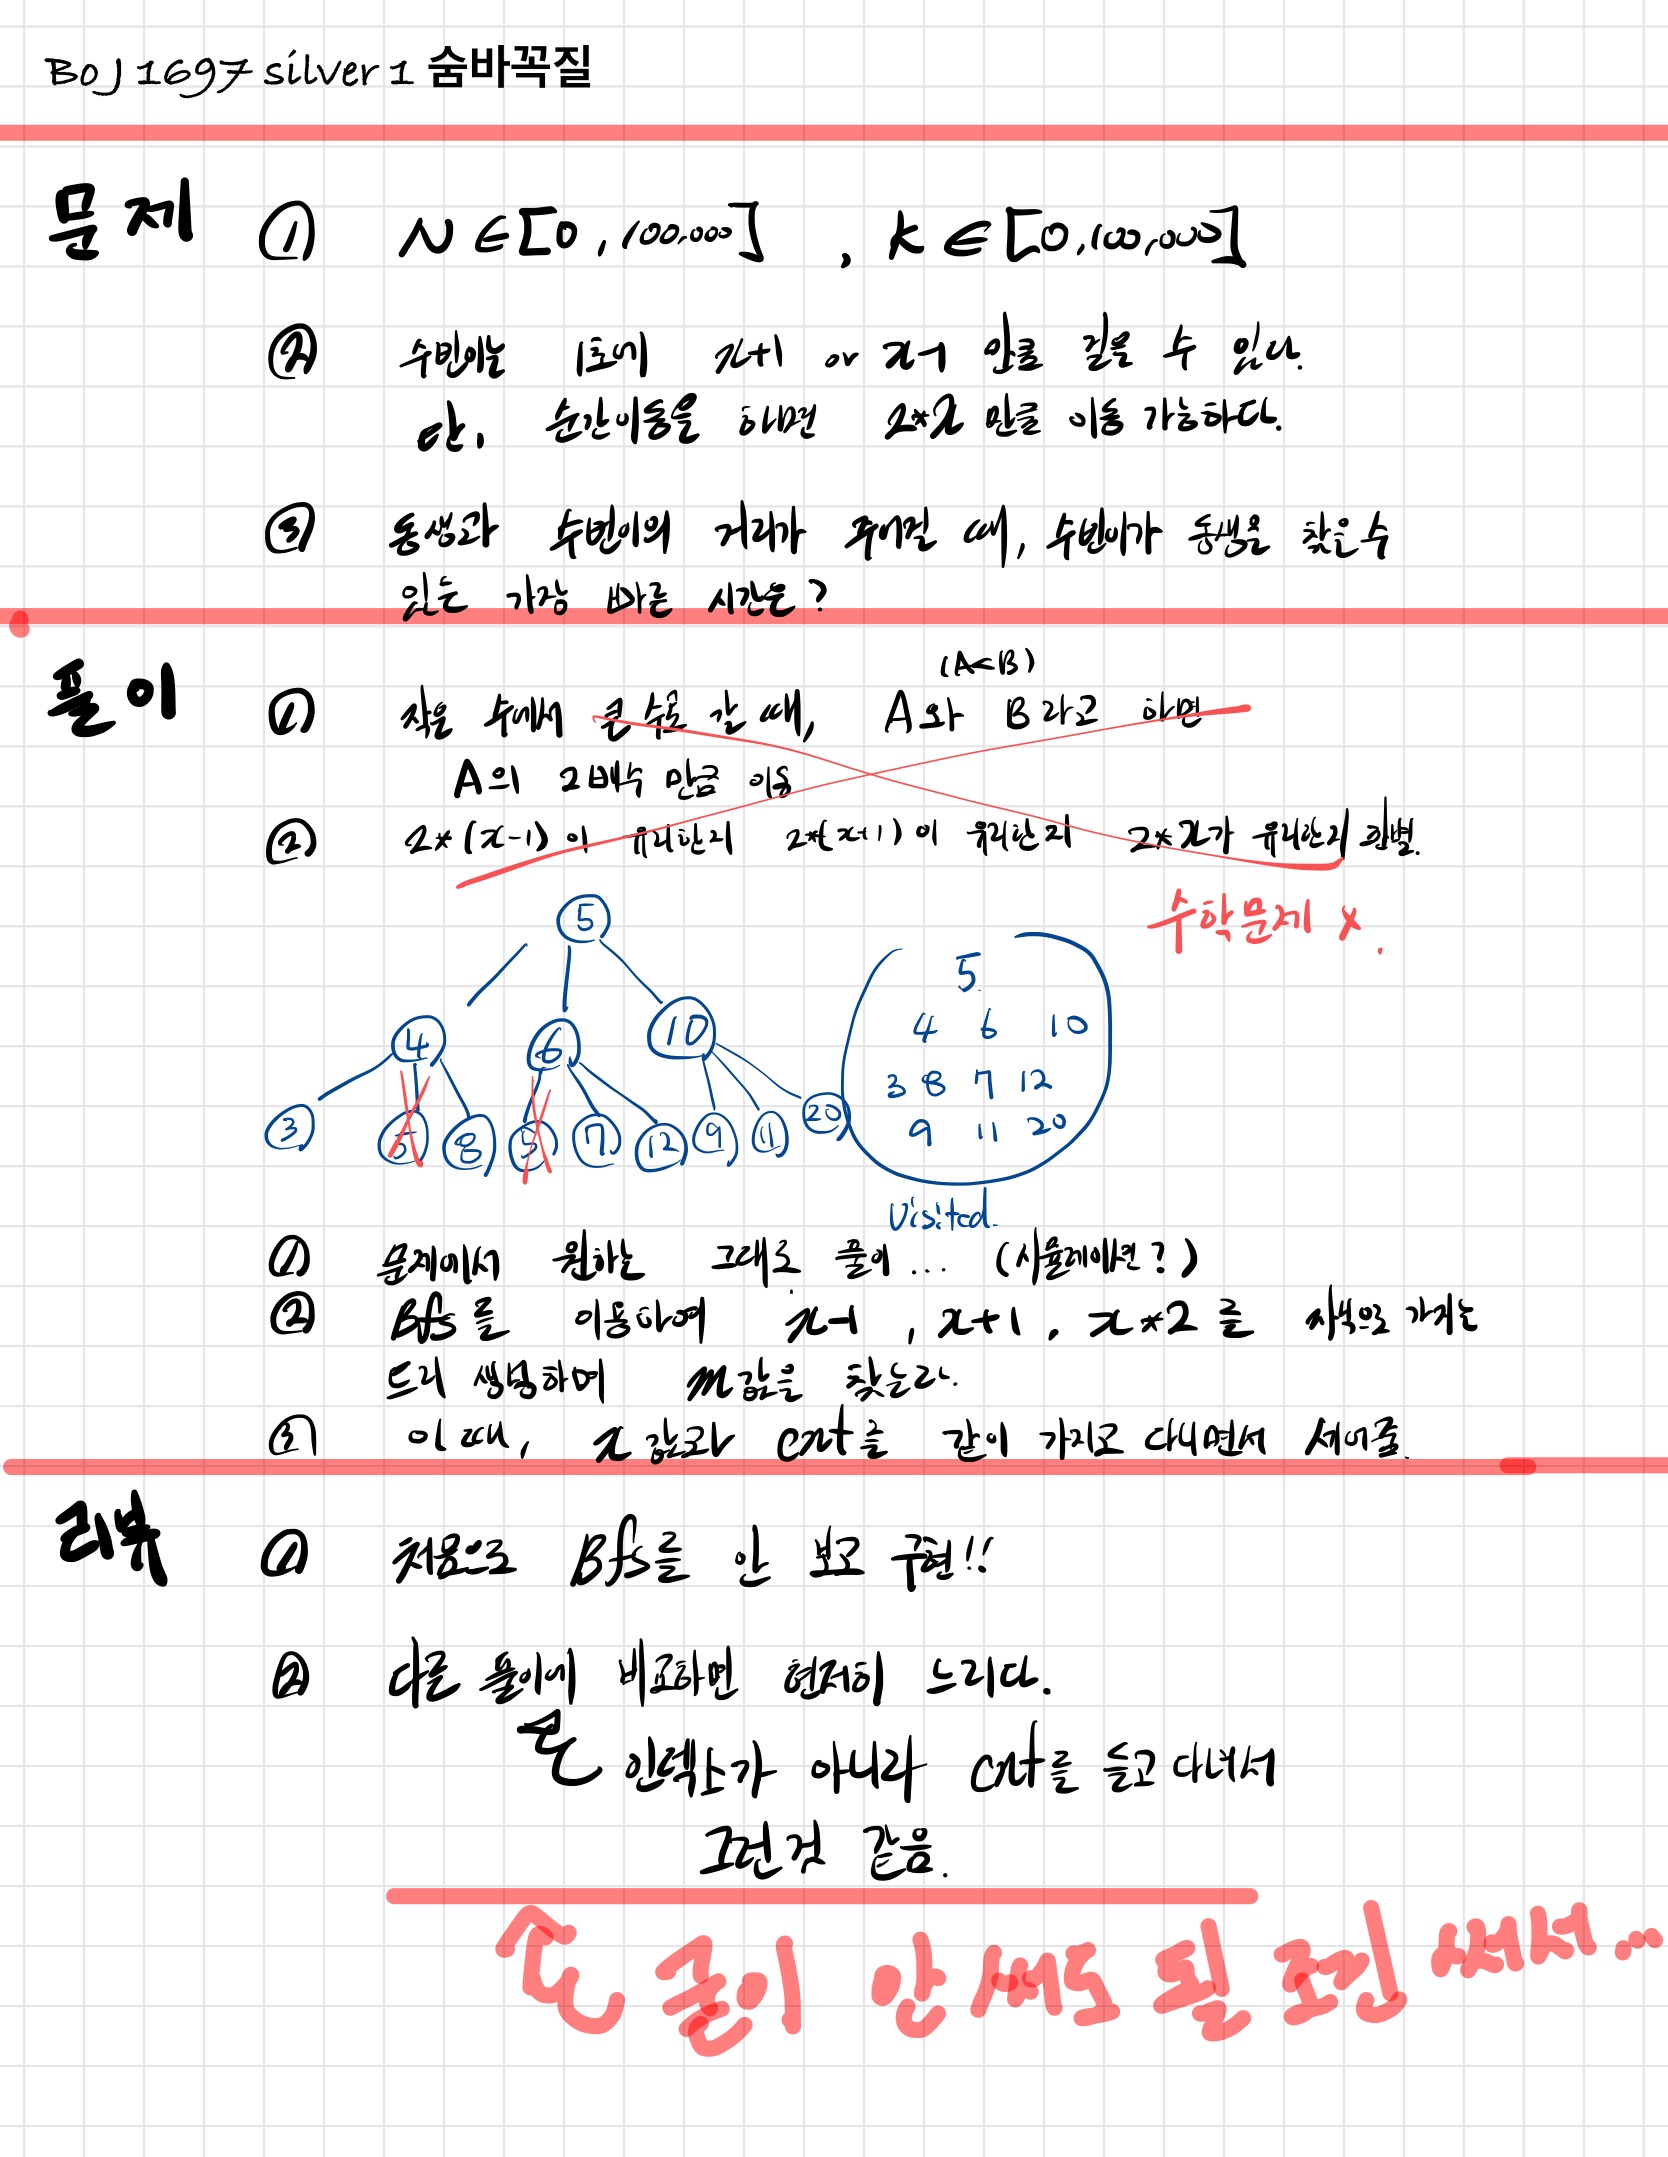 BOJ 1697 silver 1 숨바꼭질
문제 ① N ∈ [0, 100,000] , K ∈ [0, 100,000]
② 수빈이는 1초에 x+1 or x-1 만큼 걸을 수 있다.
단, 순간이동을 하면 2*x 만큼 이동 가능하다.
③ 동생과 수빈이의 거리가 주어질 때, 수빈이가 동생을 찾을 수
있는 가장 빠른 시간은?
(A<B)
풀이 ① 작은 수에서 큰 수로 갈 때, A와 B라고 하면
A의 2배수 만큼 이동
② 2*(x-1)이 유리한지 2*(x+1)이 유리한지 2*x가 유리한지 판별.
수학문제 x.
5
4 6 10
3 5 8 5 7 12 9 11 20
5.
4 6 10
3 8 7 12
9 11 20
Visited.
① 문제에서 원하는 그대로 풀이... (시뮬레이션?)
② Bfs를 이용하여 x-1, x+1, x*2를 자식으로 가지는
트리 생성하며 m값을 찾는다.
③ 이때, x값과 cnt를 같이 가지고 다니면서 세어줌.
리뷰 ① 처음으로 Bfs를 안 보고 구현!!
② 다른 풀이에 비교하면 현저히 느리다.
인덱스가 아니라 cnt를 들고 다녀서
그런것 같음.
굳이 안써도 될 조건 써서...